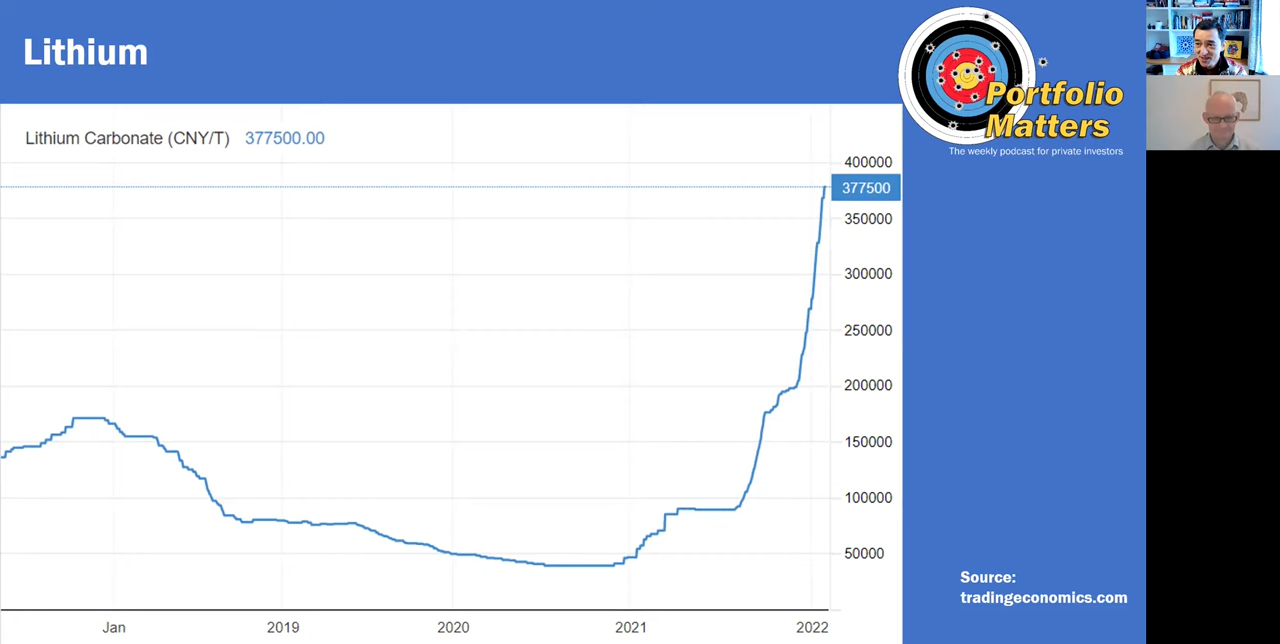 Lithium
Portfolio
Matters
The weekly podcast for private investors
Lithium Carbonate (CNY/T) 377500.00
400000
377500
350000
300000
250000
200000
150000
100000
50000
Jan 2019 2020 2021 2022
Source:
tradingeconomics.com